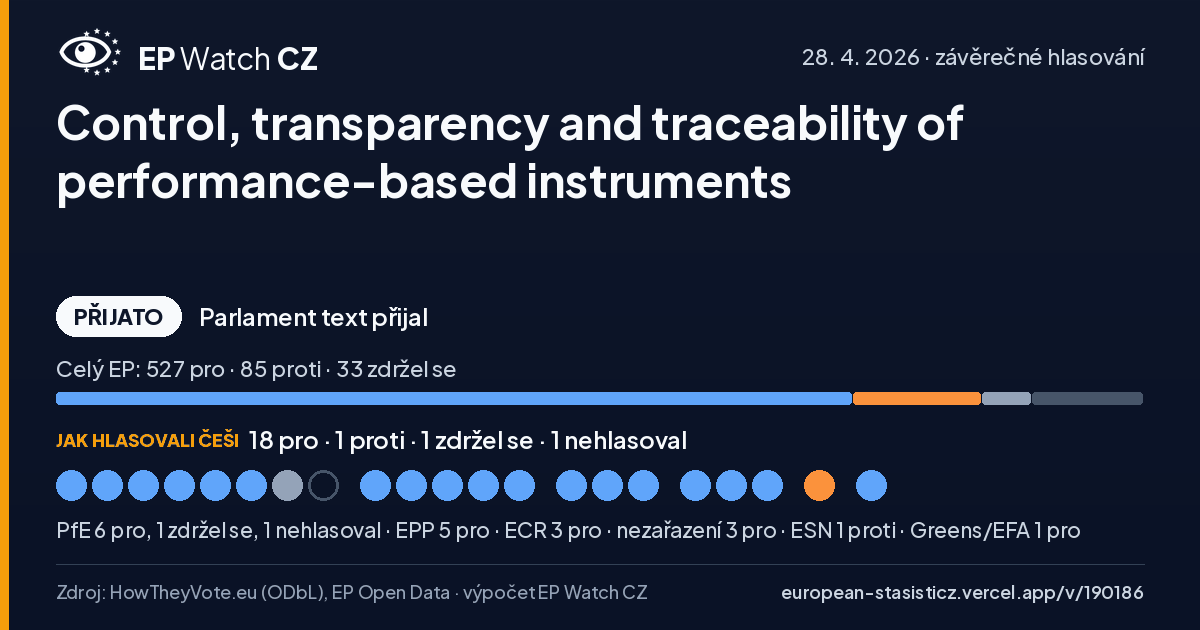 EP Watch CZ
28. 4. 2026 · závěrečné hlasování
Control, transparency and traceability of
performance-based instruments
PŘIJATO
Parlament text přijal
Celý EP: 527 pro · 85 proti · 33 zdržel se
JAK HLASOVALI ČEŠI 18 pro · 1 proti · 1 zdržel se · 1 nehlasoval
PfE 6 pro, 1 zdržel se, 1 nehlasoval · EPP 5 pro · ECR 3 pro · nezařazení 3 pro · ESN 1 proti · Greens/EFA 1 pro
Zdroj: HowTheyVote.eu (ODbL), EP Open Data · výpočet EP Watch CZ
european-stasisticz.vercel.app/v/190186